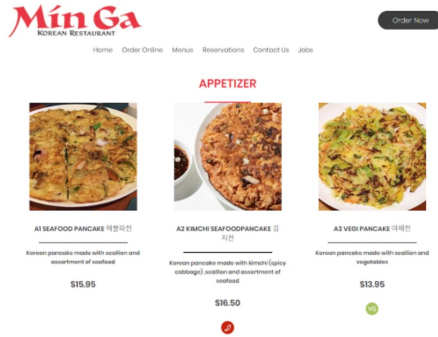 Min Ga
KOREAN RESTAURANT
Order Now
Home Order Online Menus Reservations Contact Us Jobs
APPETIZER
A1 SEAFOOD PANCAKE 해물파전
Korean pancake made with scallion and
assortment of seafood
$15.95
A2 KIMCHI SEAFOODPANCAKE 김
치전
Korean pancake made with kimchi (spicy
cabbage) ,scallion and assortment of
seafood
$16.50
A3 VEGI PANCAKE 야채전
Korean pancake made with scallion and
vegetables
$13.95
VG